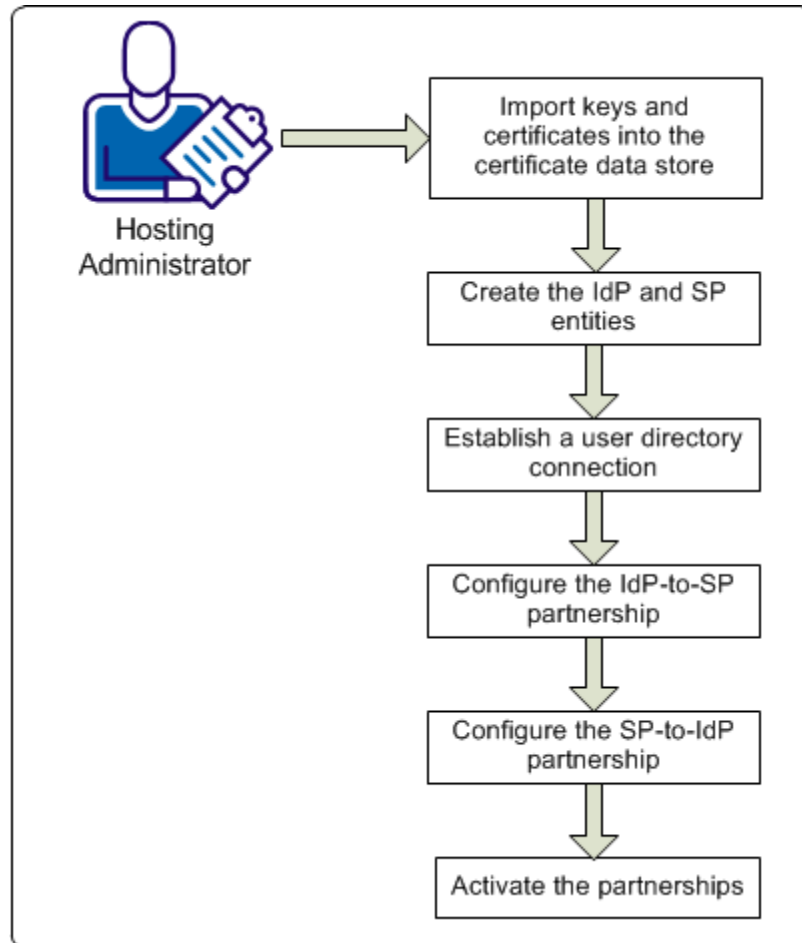 Hosting
Administrator
Import keys and
certificates into the
certificate data store
Create the IdP and SP
entities
Establish a user directory
connection
Configure the IdP-to-SP
partnership
Configure the SP-to-IdP
partnership
Activate the partnerships